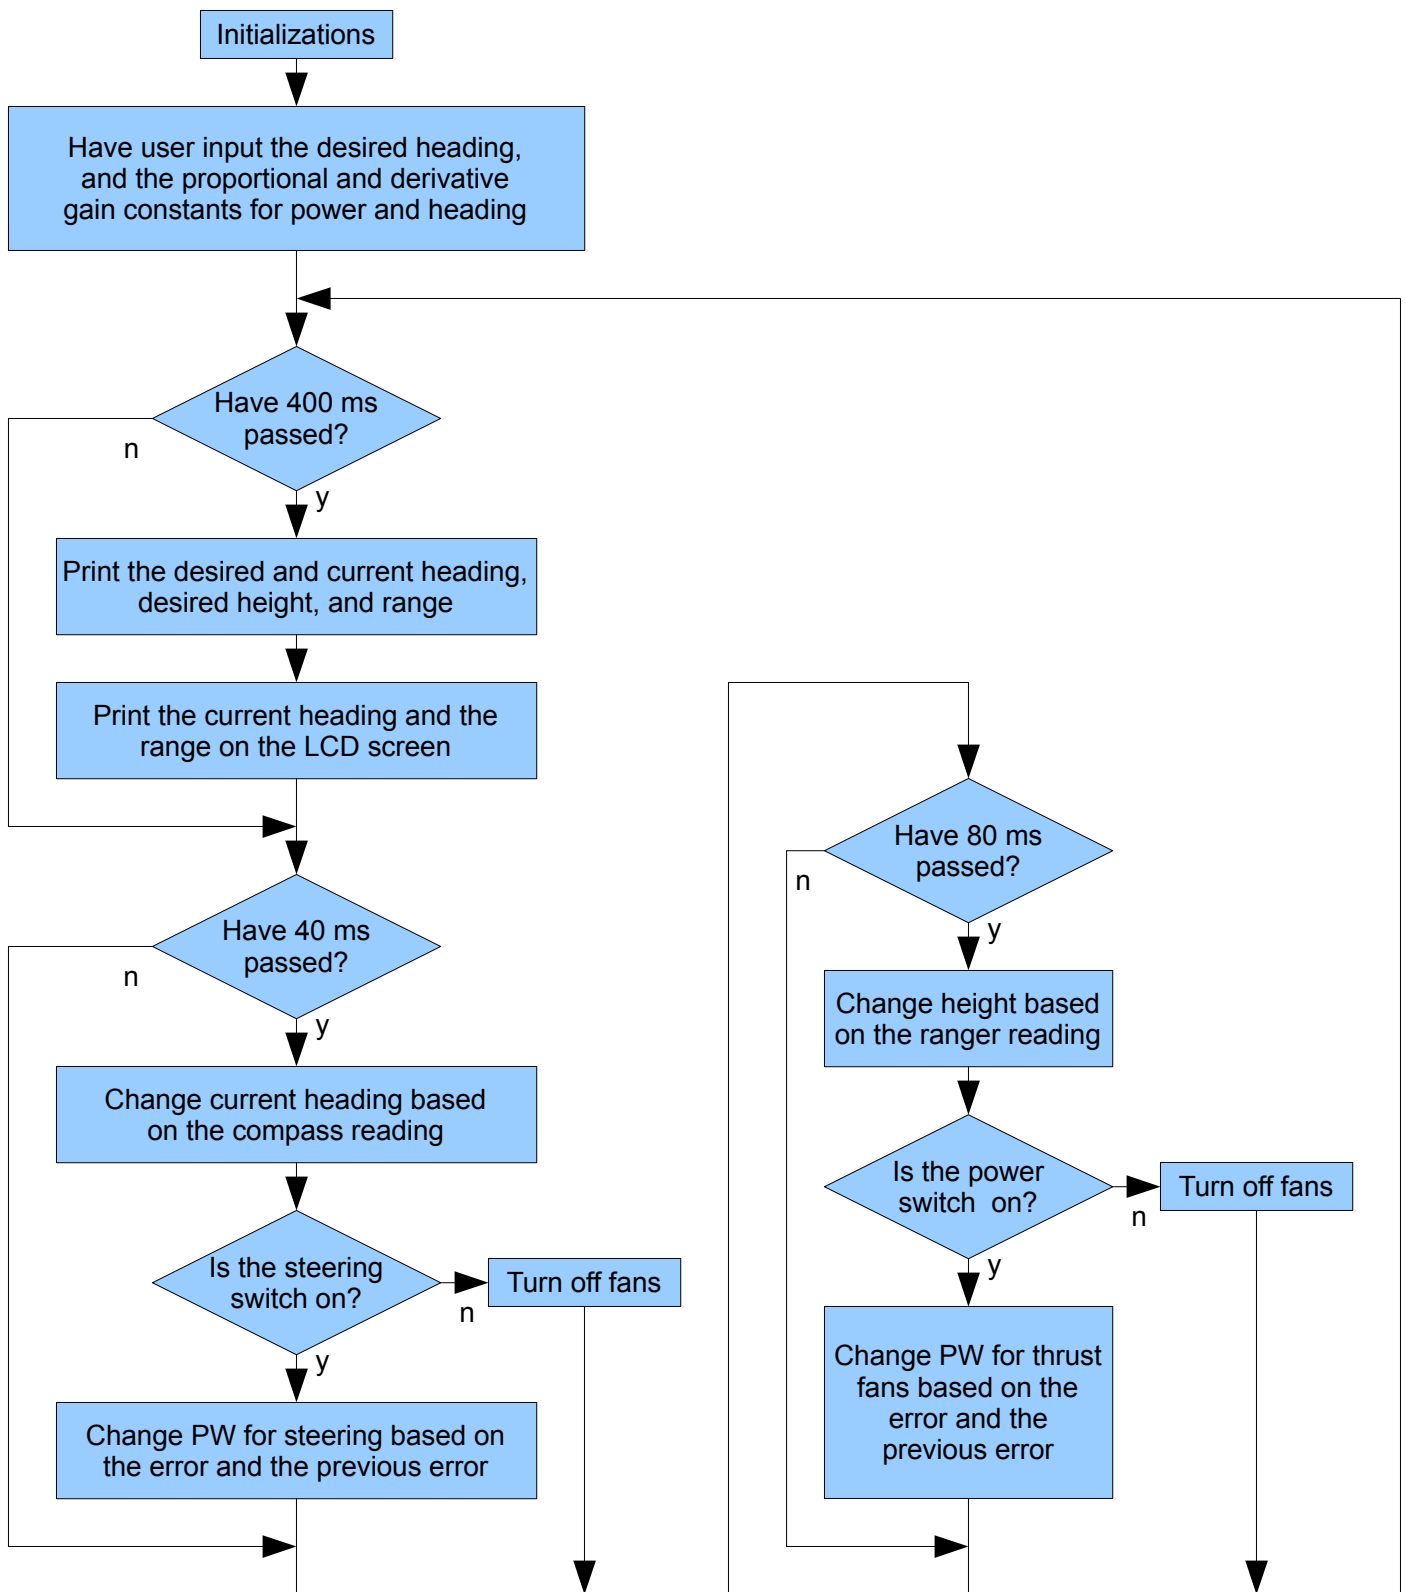 Initializations
Have user input the desired heading,
and the proportional and derivative
gain constants for power and heading
Have 400 ms
passed?
n
y
Print the desired and current heading,
desired height, and range
Print the current heading and the
range on the LCD screen
Have 40 ms
passed?
n
y
Change current heading based
on the compass reading
Is the steering
switch on?
n
Turn off fans
y
Change PW for steering based on
the error and the previous error
Have 80 ms
passed?
n
y
Change height based
on the ranger reading
Is the power
switch  on?
n
Turn off fans
y
Change PW for thrust
fans based on the
error and the
previous error